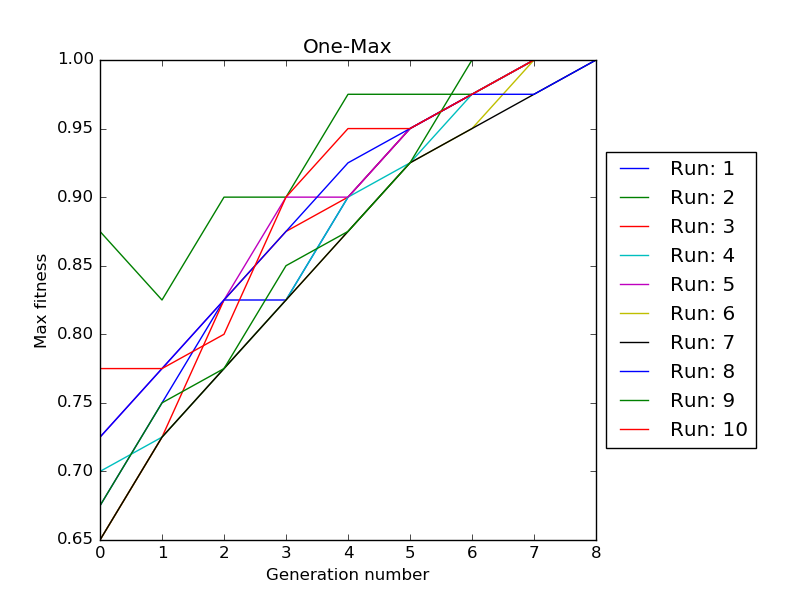 One-Max
1.00
0.95
0.90
0.85
0.80
0.75
0.70
0.65
Max fitness
0 1 2 3 4 5 6 7 8
Generation number
Run: 1
Run: 2
Run: 3
Run: 4
Run: 5
Run: 6
Run: 7
Run: 8
Run: 9
Run: 10